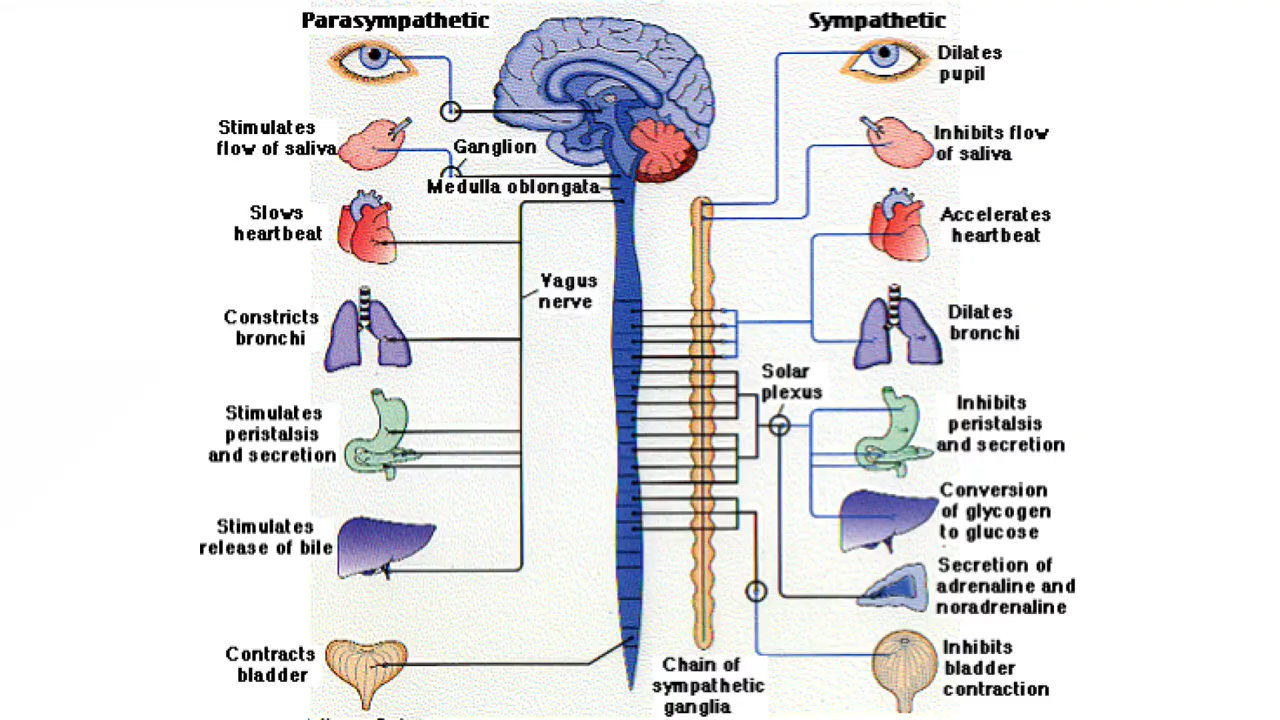 Parasympathetic
Sympathetic
Dilates
pupil
Stimulates
flow of saliva
Ganglion
Inhibits flow
of saliva
Medulla oblongata
Slows
heartbeat
Accelerates
heartbeat
Vagus
nerve
Constricts
bronchi
Dilates
bronchi
Solar
plexus
Stimulates
peristalsis
and secretion
Inhibits
peristalsis
and secretion
Conversion
of glycogen
to glucose
Stimulates
release of bile
Secretion of
adrenaline and
noradrenaline
Contracts
bladder
Chain of
sympathetic
ganglia
Inhibits
bladder
contraction